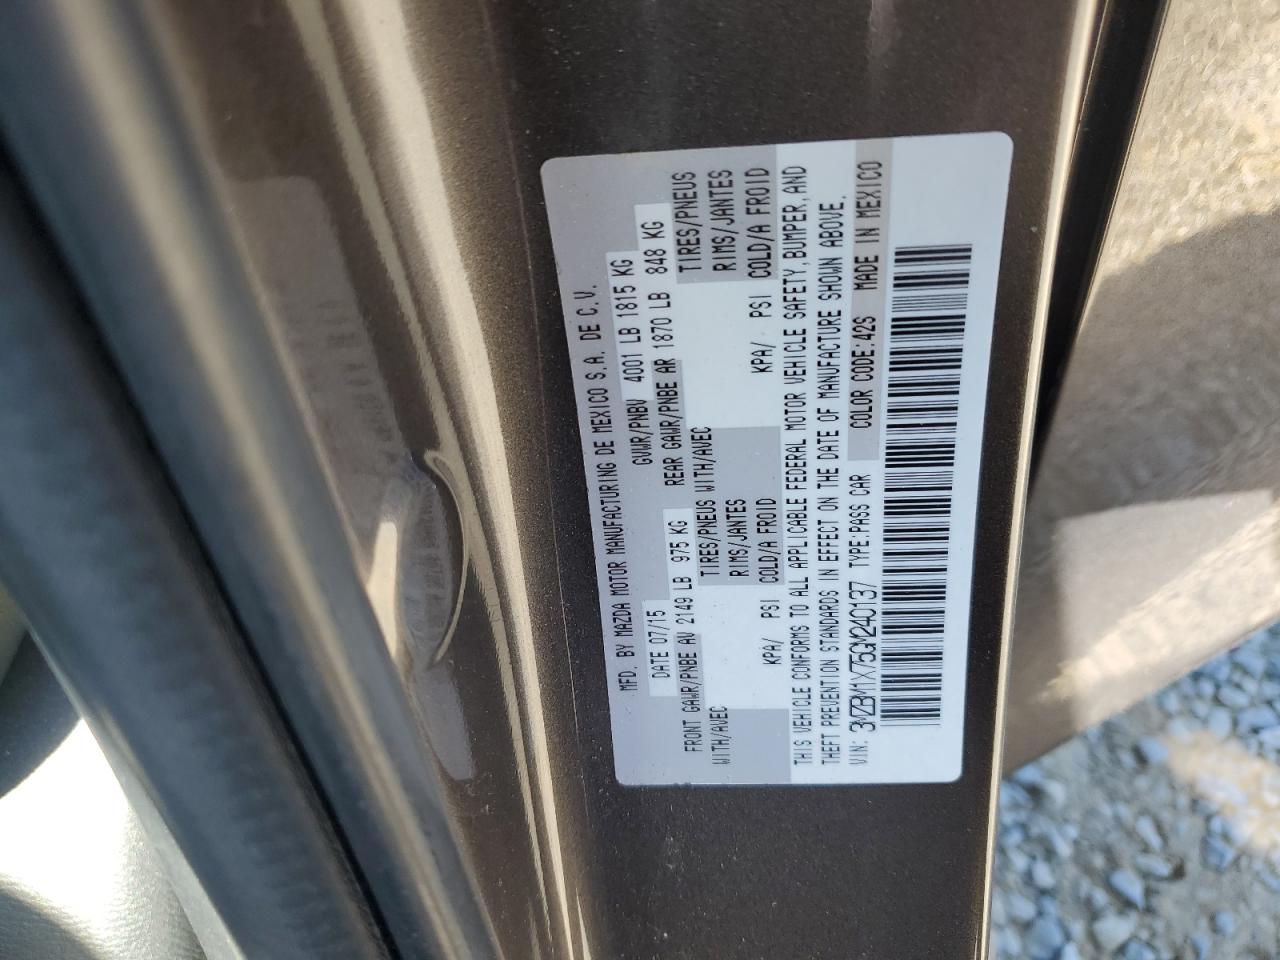 MFD. BY MAZDA MOTOR MANUFACTURING DE MEXICO S.A. DE C.V.
DATE 07/15 GVWR/PNBV 4001 LB 1815 KG
FRONT GAWR/PNBE AV 2149 LB 975 KG REAR GAWR/PNBE AR 1870 LB 848 KG
WITH/AVEC TIRES/PNEUS WITH/AVEC TIRES/PNEUS
RIMS/JANTES RIMS/JANTES
KPA/ PSI COLD/A FROID KPA/ PSI COLD/A FROID
THIS VEHICLE CONFORMS TO ALL APPLICABLE FEDERAL MOTOR VEHICLE SAFETY, BUMPER, AND
THEFT PREVENTION STANDARDS IN EFFECT ON THE DATE OF MANUFACTURE SHOWN ABOVE.
VIN: 3MZBM1X75GM240137 TYPE:PASS CAR COLOR CODE:42S MADE IN MEXICO